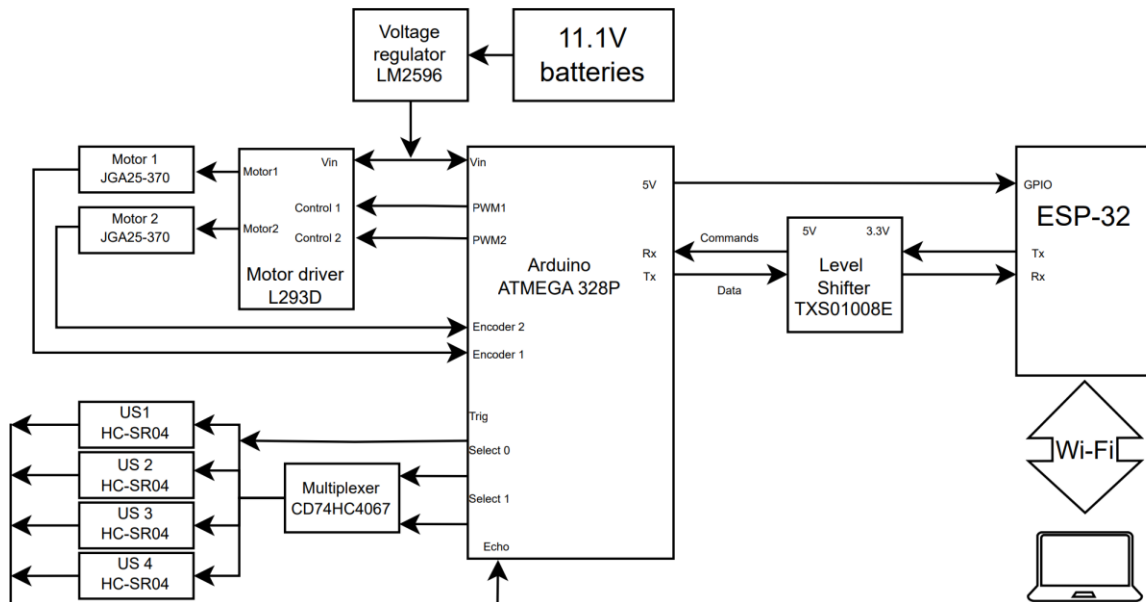 Voltage
regulator
LM2596
11.1V
batteries
Motor 1
JGA25-370
Motor 2
JGA25-370
Motor1
Vin
Control 1
Motor2
Control 2
Motor driver
L293D
Vin
5V
PWM1
PWM2
Rx
Tx
Arduino
ATMEGA 328P
Encoder 2
Encoder 1
Trig
Select 0
Select 1
Echo
Commands
Data
5V 3.3V
Level
Shifter
TXS01008E
GPIO
ESP-32
Tx
Rx
Wi-Fi
US1
HC-SR04
US 2
HC-SR04
US 3
HC-SR04
US 4
HC-SR04
Multiplexer
CD74HC4067